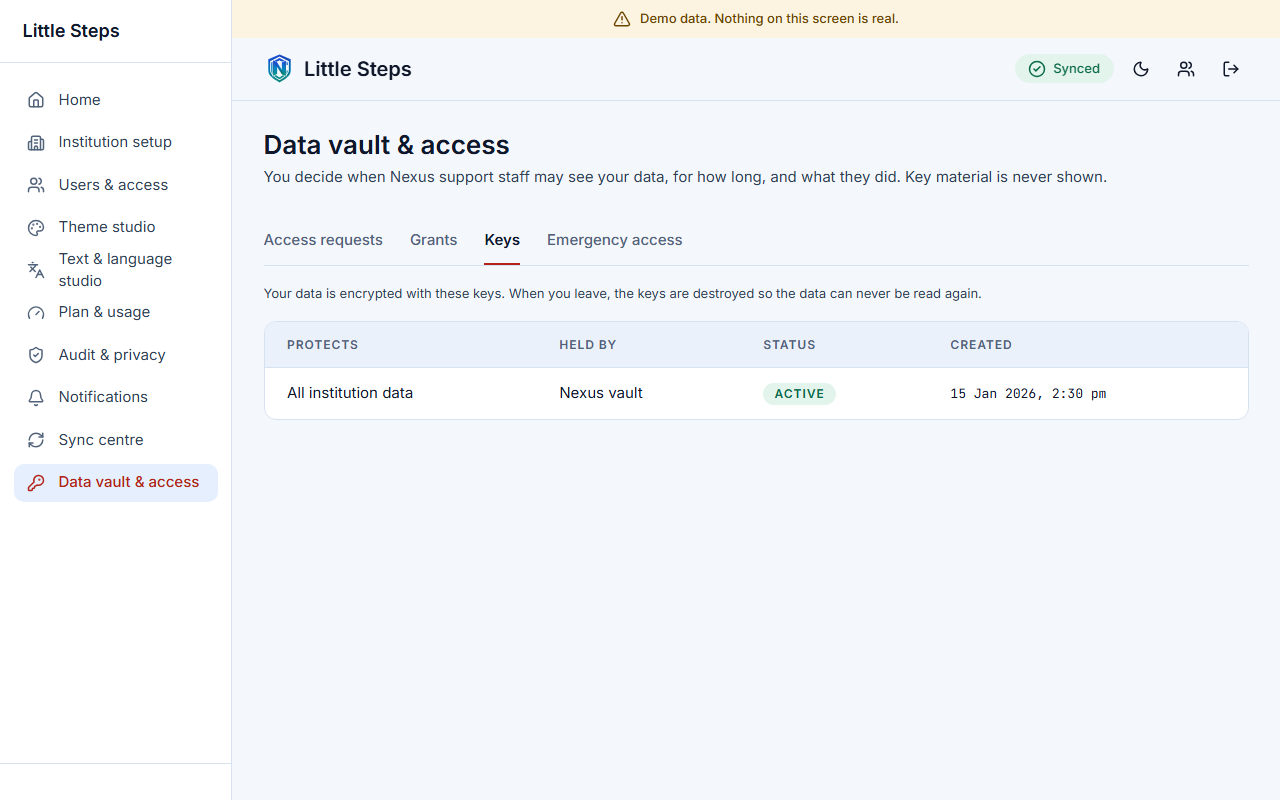 Little Steps
Demo data. Nothing on this screen is real.
Little Steps
Synced
Home
Institution setup
Users & access
Theme studio
Text & language
studio
Plan & usage
Audit & privacy
Notifications
Sync centre
Data vault & access
Data vault & access
You decide when Nexus support staff may see your data, for how long, and what they did. Key material is never shown.
Access requests Grants Keys Emergency access
Your data is encrypted with these keys. When you leave, the keys are destroyed so the data can never be read again.
PROTECTS HELD BY STATUS CREATED
All institution data Nexus vault ACTIVE 15 Jan 2026, 2:30 pm